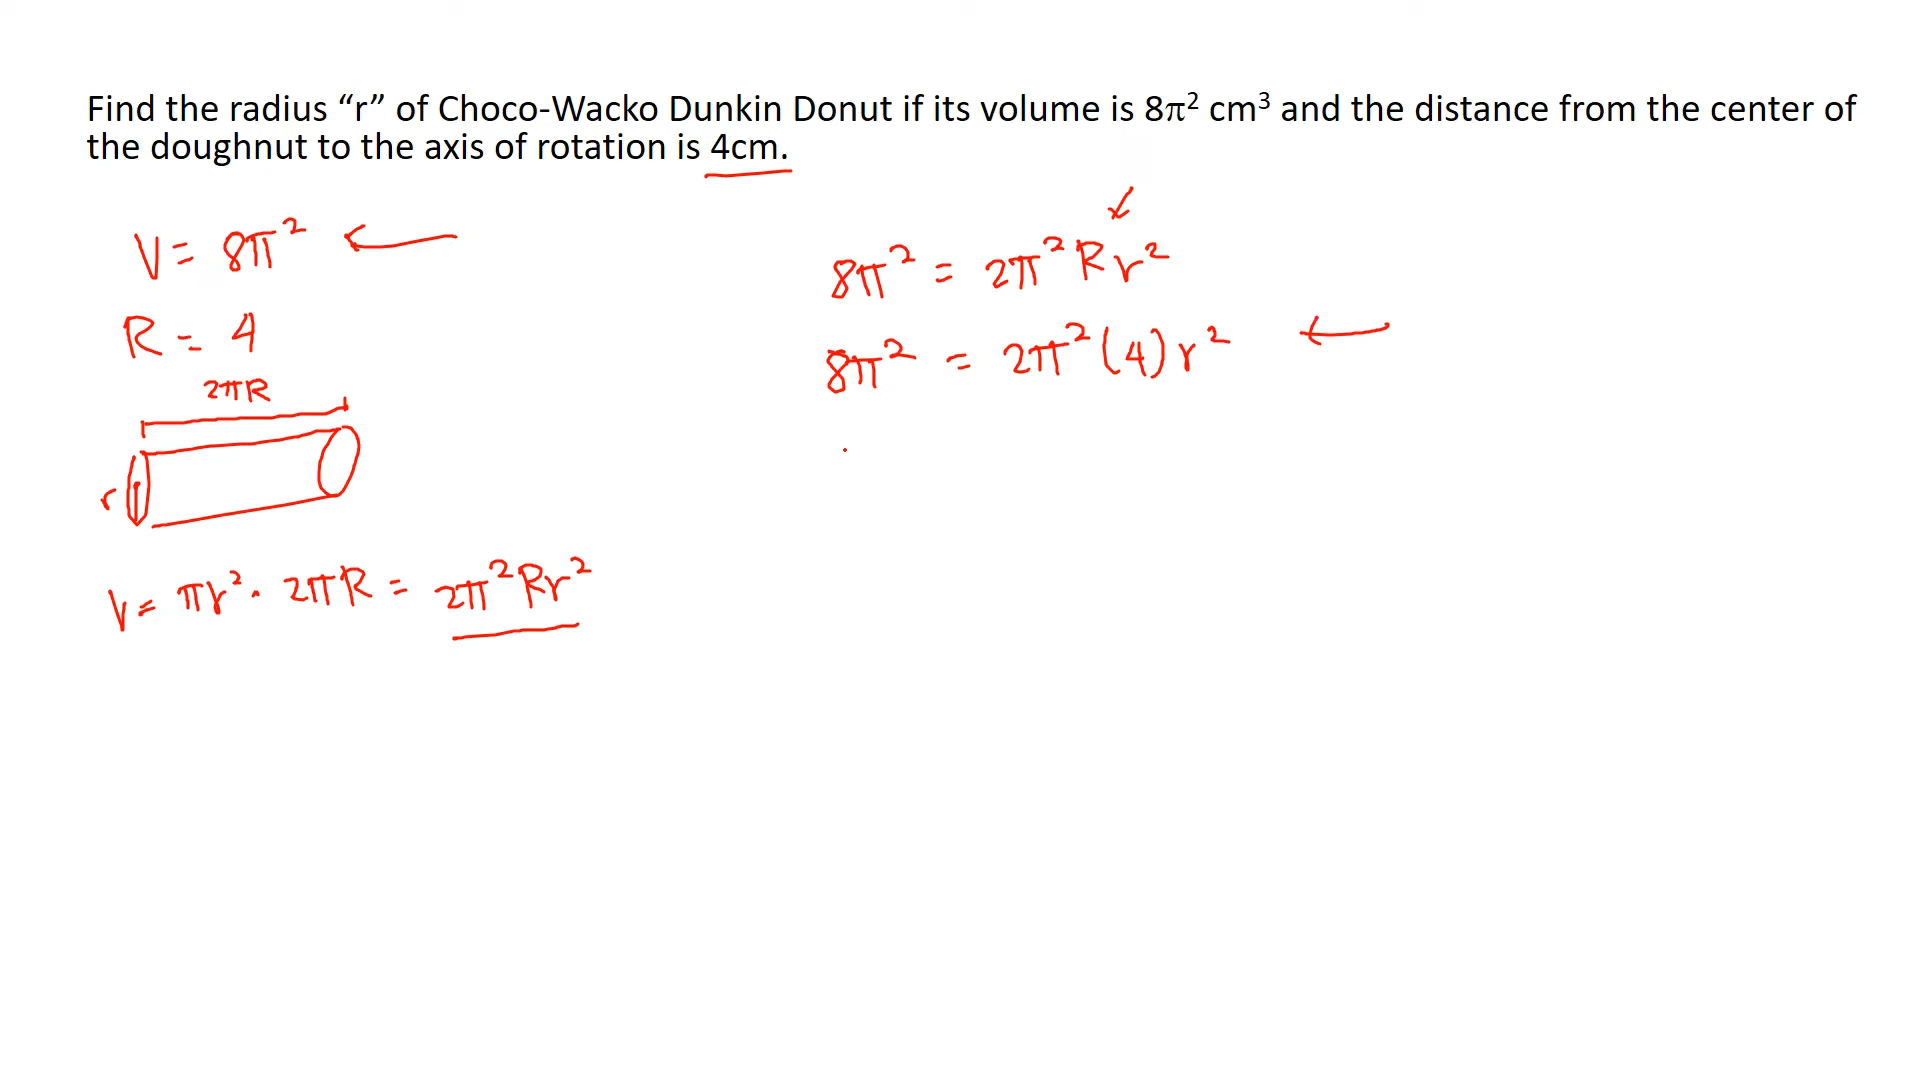 Find the radius “r” of Choco-Wacko Dunkin Donut if its volume is 8π² cm³ and the distance from the center of
the doughnut to the axis of rotation is 4cm.
V = 8π²
R = 4
2πR
r
V = πr² · 2πR = 2π²Rr²
8π² = 2π²Rr²
8π² = 2π²(4)r²